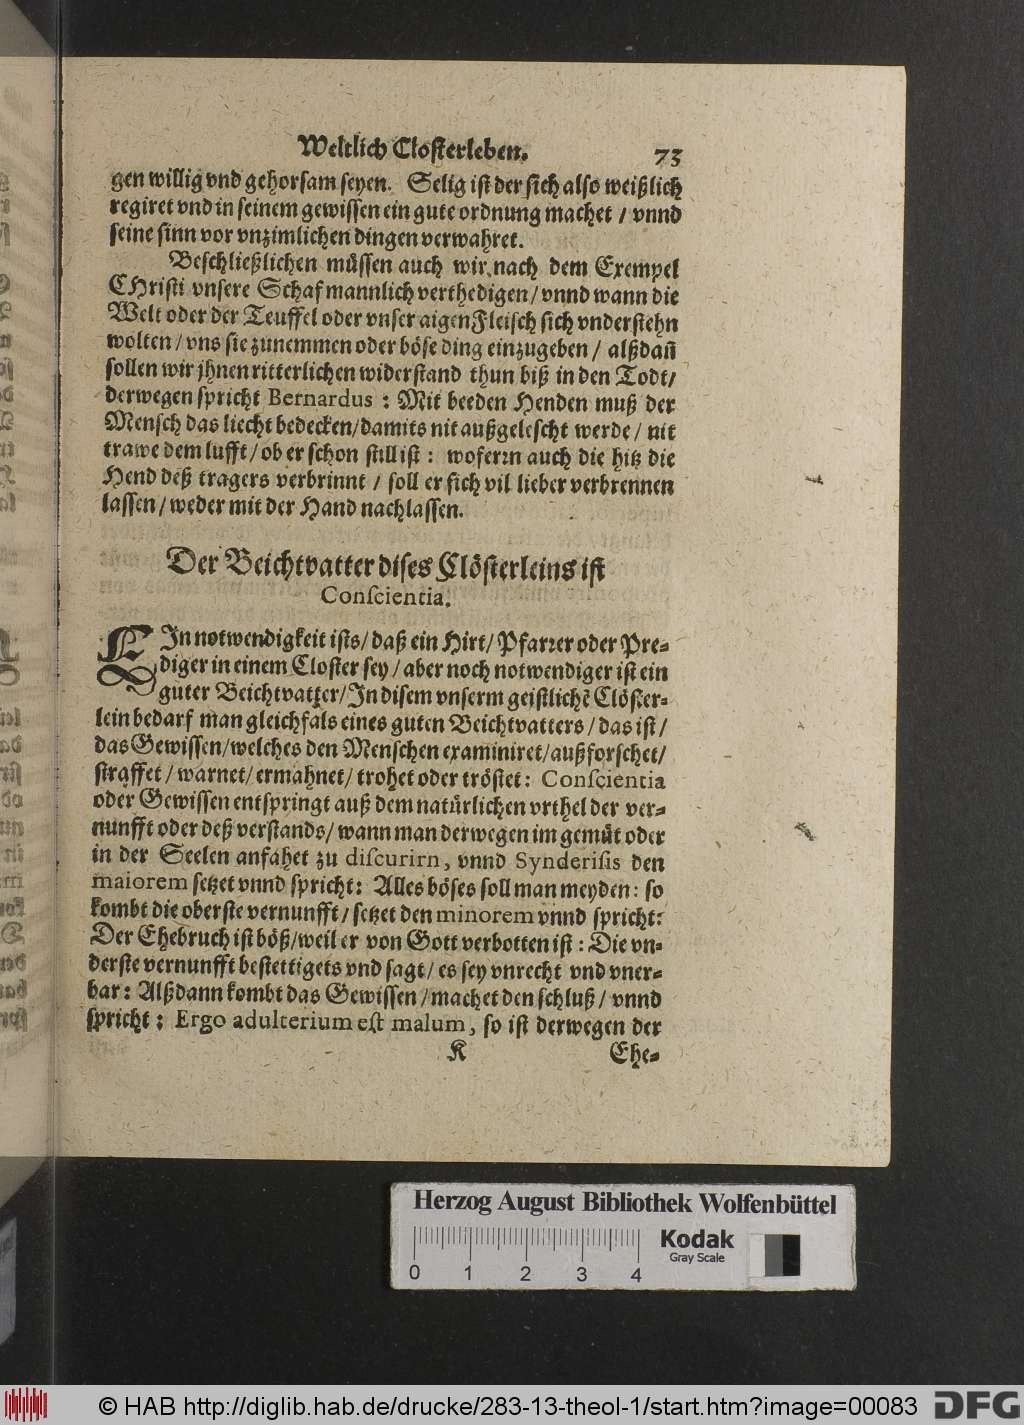 Weltlich Closterleben. 73
gen willig vnd gehorsam seyen. Selig ist der sich also weißlich
regiret vnd in seinem gewissen ein gute ordnung machet / vnnd
seine sinn vor vnzimlichen dingen verwahret.
Beschließlichen müssen auch wir nach dem Exempel
CHristi vnsere Schaf mannlich verthedigen / vnnd wann die
Welt oder der Teuffel oder vnser aigen Fleisch sich vnderstehn
wolten / vns sie zunemmen oder böse ding einzugeben / alßdañ
sollen wir jhnen ritterlichen widerstand thun biß in den Todt /
derwegen spricht Bernardus : Mit beeden Henden muß der
Mensch das liecht bedecken / damits nit außgelescht werde / nit
trawe dem lufft / ob er schon still ist : wofern auch die hitz die
Hend deß tragers verbrinnt / soll er sich vil lieber verbrennen
lassen / weder mit der Hand nachlassen.
Der Beichtvatter dises Clösterleins ist
Conscientia.
EIn notwendigkeit ists / daß ein Hirt / Pfarrer oder Pre-
diger in einem Closter sey / aber noch notwendiger ist ein
guter Beichtvatter / In disem vnserm geistlichẽ Clöster-
lein bedarf man gleichfals eines guten Beichtvatters / das ist /
das Gewissen / welches den Menschen examiniret / außforschet /
straffet / warnet / ermahnet / trohet oder tröstet : Conscientia
oder Gewissen entspringt auß dem natürlichen vrthel der ver-
nunfft oder deß verstands / wann man derwegen im gemüt oder
in der Seelen anfahet zu discurirn, vnnd Synderisis den
maiorem setzet vnnd spricht : Alles böses soll man meyden : so
kombt die oberste vernunfft / setzet den minorem vnnd spricht :
Der Ehebruch ist böß / weil er von Gott verbotten ist : Die vn-
derste vernunfft bestettigets vnd sagt / es sey vnrecht vnd vner-
bar : Alßdann kombt das Gewissen / machet den schluß / vnnd
spricht : Ergo adulterium est malum, so ist derwegen der
K Ehe-
Herzog August Bibliothek Wolfenbüttel
Kodak
Gray Scale
0 1 2 3 4
© HAB http://diglib.hab.de/drucke/283-13-theol-1/start.htm?image=00083
DFG